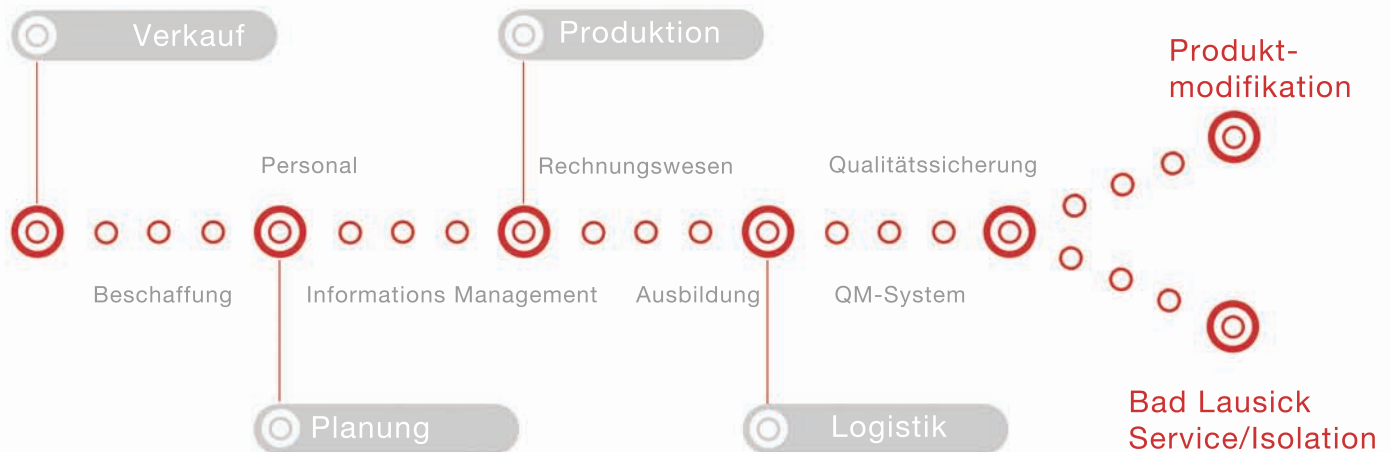 Verkauf
Produktion
Produkt-
modifikation
Personal
Rechnungswesen
Qualitätssicherung
Beschaffung
Informations Management
Ausbildung
QM-System
Planung
Logistik
Bad Lausick
Service/Isolation